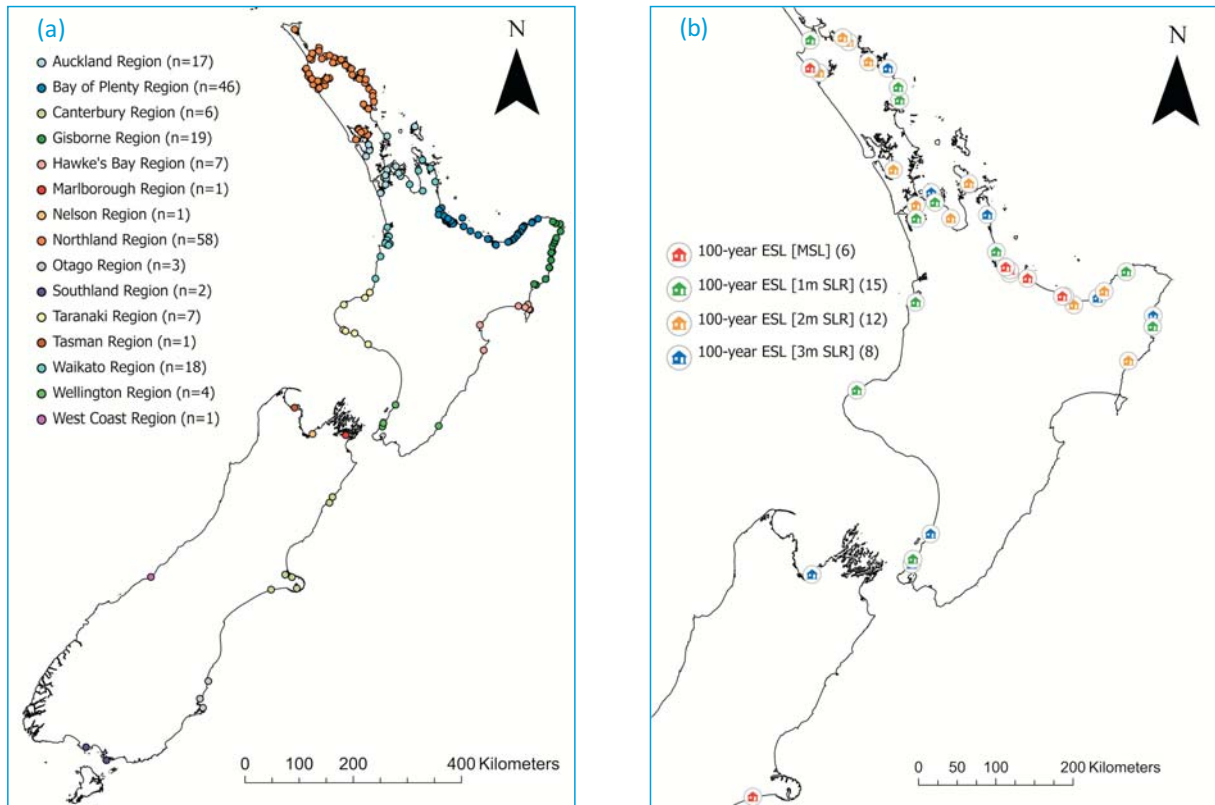 (a)
N
Auckland Region (n=17)
Bay of Plenty Region (n=46)
Canterbury Region (n=6)
Gisborne Region (n=19)
Hawke's Bay Region (n=7)
Marlborough Region (n=1)
Nelson Region (n=1)
Northland Region (n=58)
Otago Region (n=3)
Southland Region (n=2)
Taranaki Region (n=7)
Tasman Region (n=1)
Waikato Region (n=18)
Wellington Region (n=4)
West Coast Region (n=1)
0 100 200 400 Kilometers
(b)
N
100-year ESL [MSL] (6)
100-year ESL [1m SLR] (15)
100-year ESL [2m SLR] (12)
100-year ESL [3m SLR] (8)
0 50 100 200 Kilometers